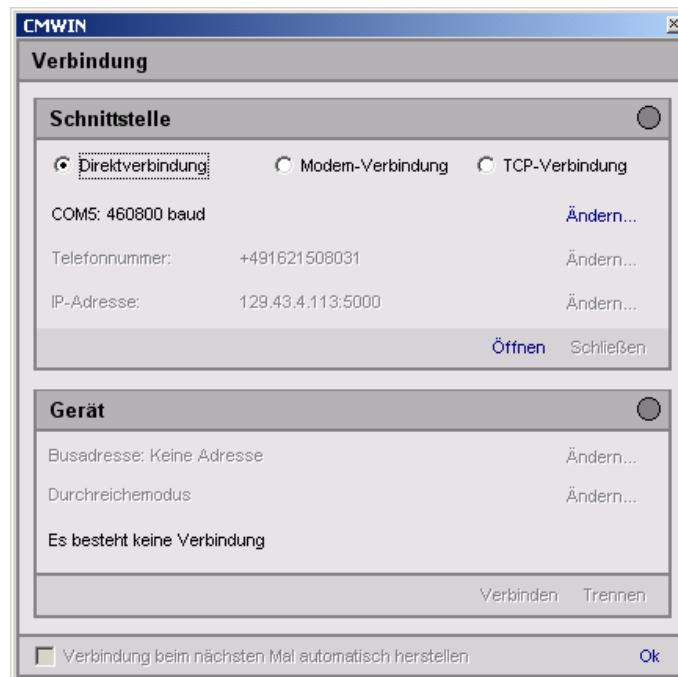 CMWIN
Verbindung
Schnittstelle
Direktverbindung Modem-Verbindung TCP-Verbindung
COM5: 460800 baud Ändern...
Telefonnummer: +491621508031 Ändern...
IP-Adresse: 129.43.4.113:5000 Ändern...
Öffnen Schließen
Gerät
Busadresse: Keine Adresse Ändern...
Durchreichemodus Ändern...
Es besteht keine Verbindung
Verbinden Trennen
Verbindung beim nächsten Mal automatisch herstellen Ok